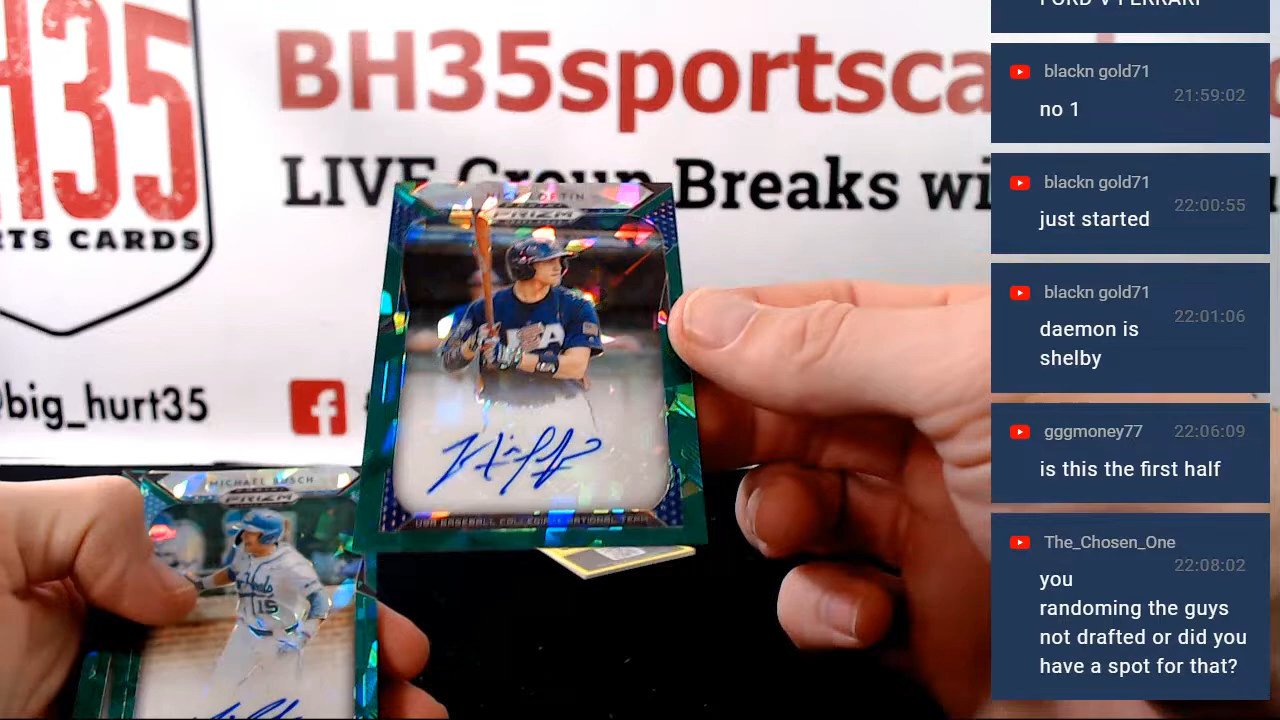 H35
RTS CARDS
BH35sportsca
LIVE Group Breaks wi
big_hurt35
PRIZM
USA BASEBALL COLLEGIATE NATIONAL TEAM
MICHAEL BUSCH
PRIZM
15
blackn gold71
21:59:02
no 1
blackn gold71
22:00:55
just started
blackn gold71
22:01:06
daemon is
shelby
gggmoney77
22:06:09
is this the first half
The_Chosen_One
22:08:02
you
randoming the guys
not drafted or did you
have a spot for that?